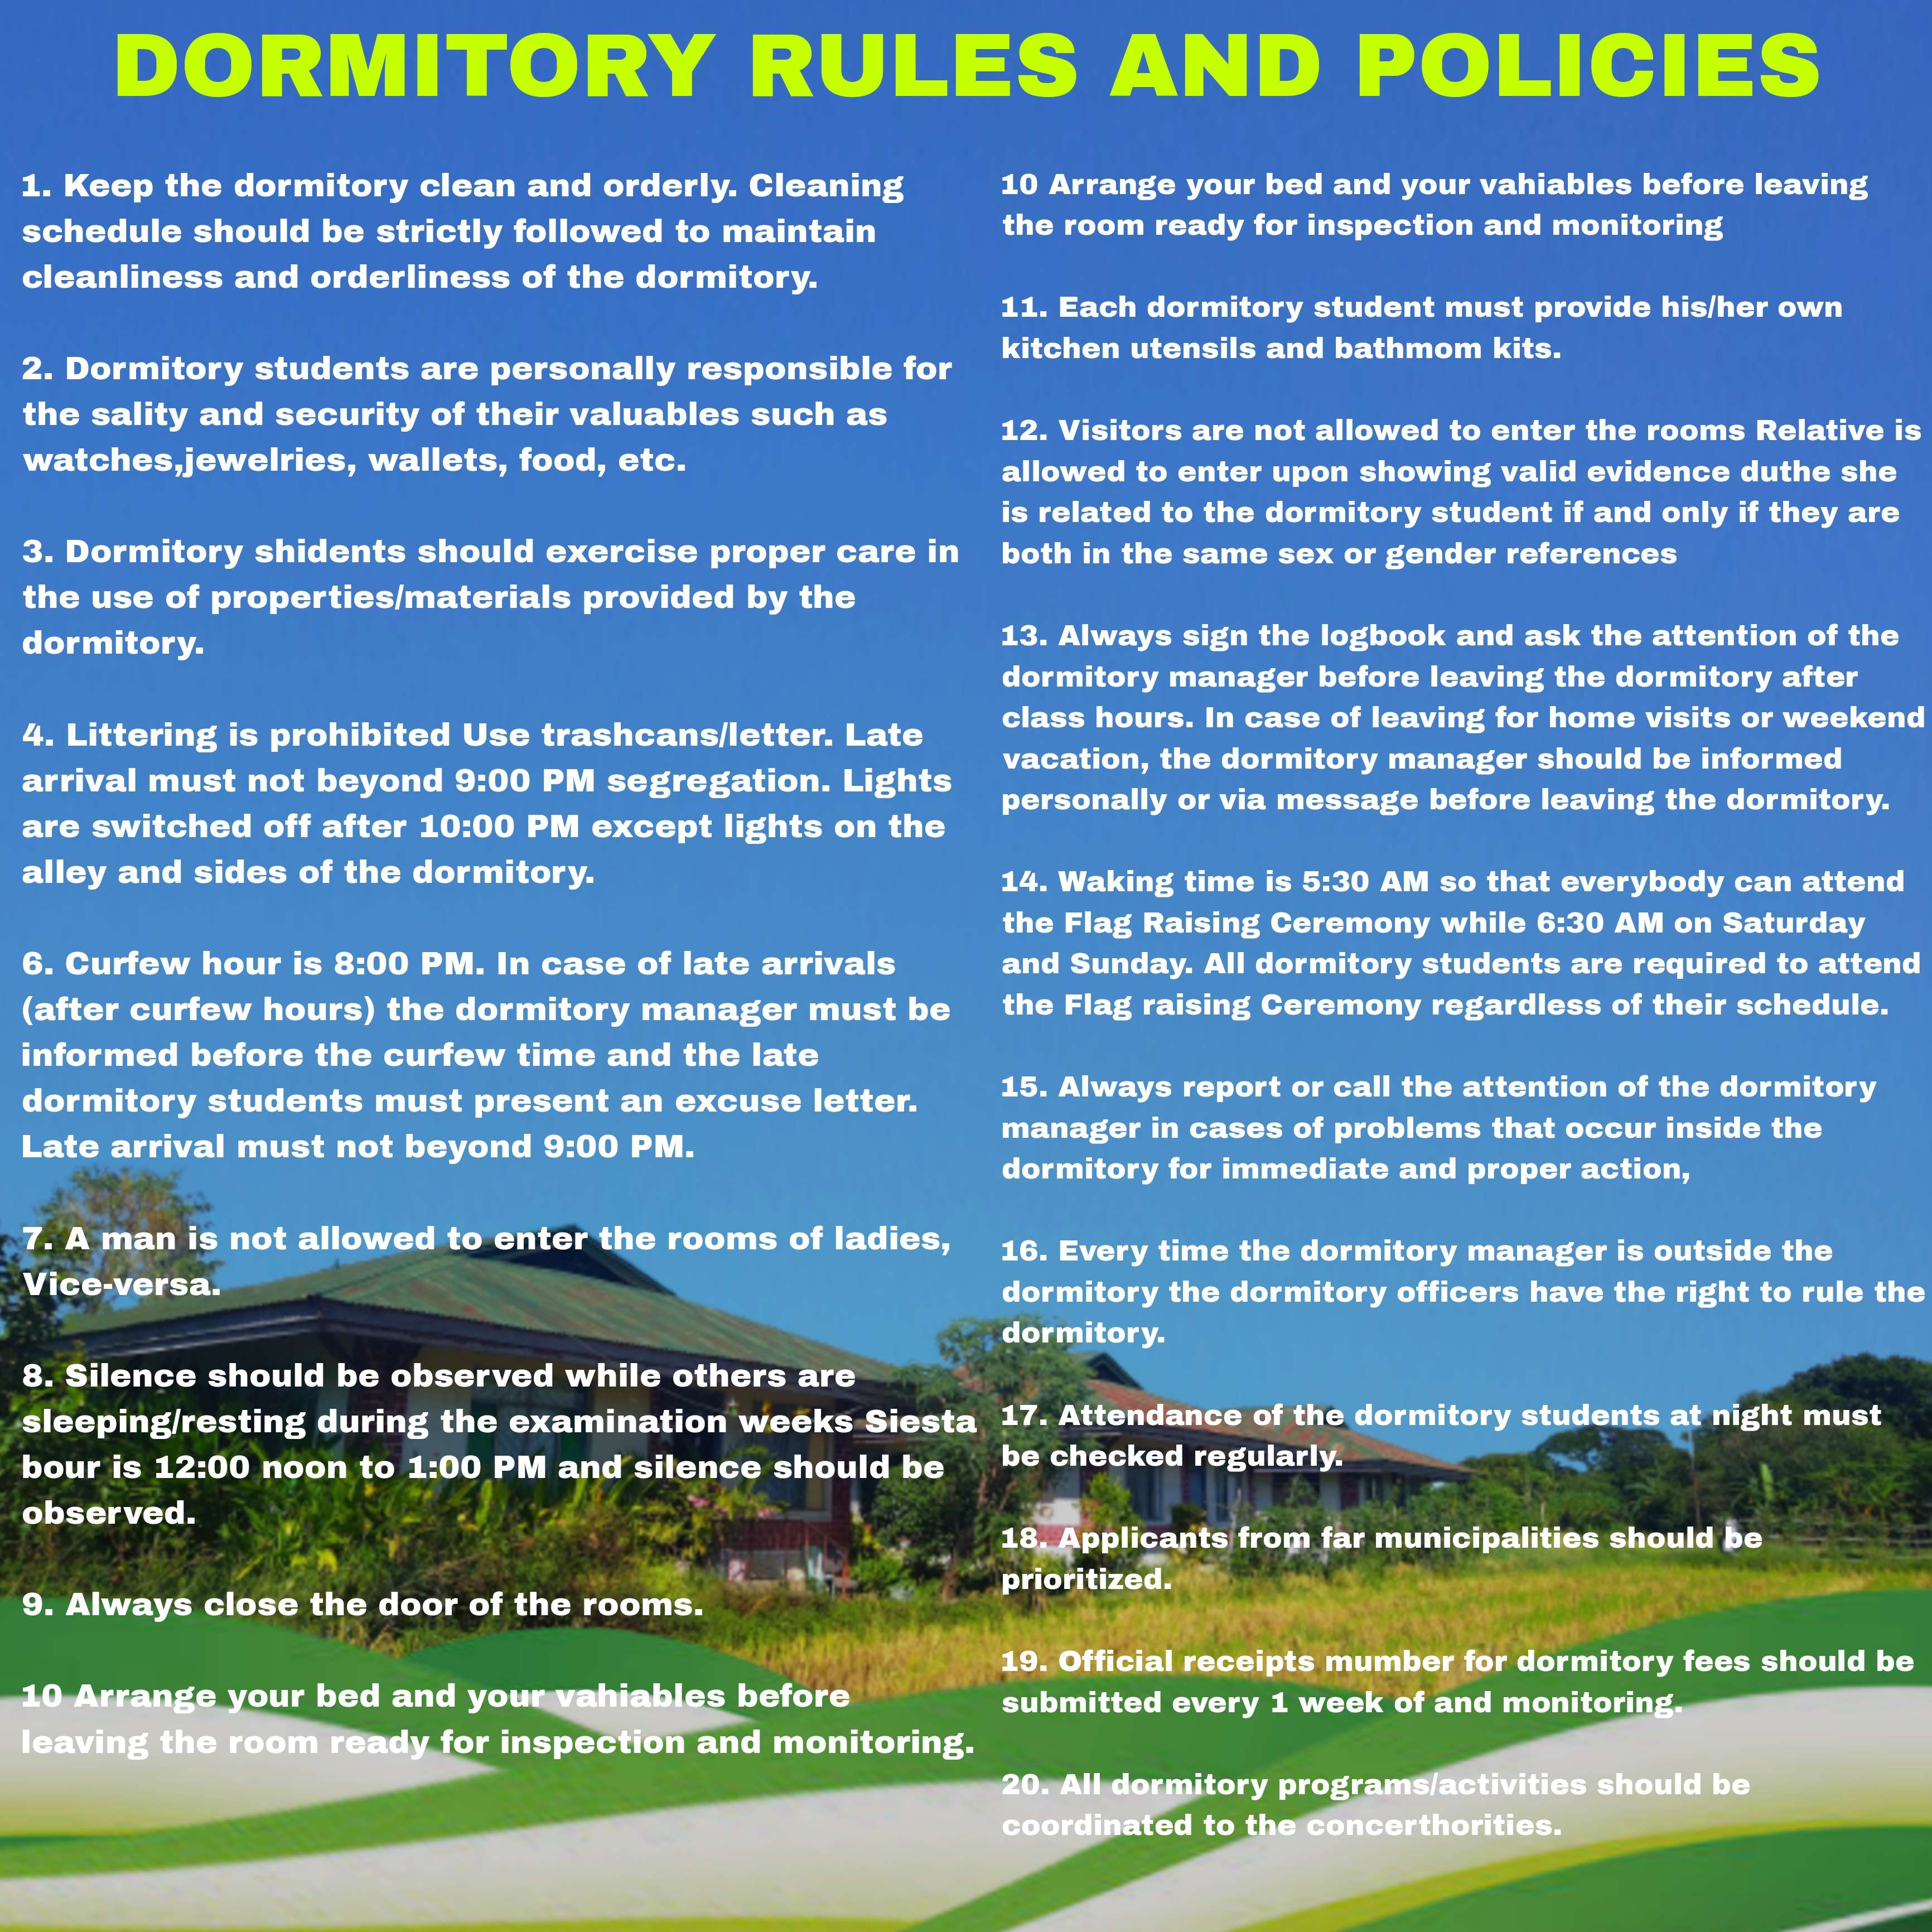 DORMITORY RULES AND POLICIES
1. Keep the dormitory clean and orderly. Cleaning
schedule should be strictly followed to maintain
cleanliness and orderliness of the dormitory.
2. Dormitory students are personally responsible for
the sality and security of their valuables such as
watches,jewelries, wallets, food, etc.
3. Dormitory shidents should exercise proper care in
the use of properties/materials provided by the
dormitory.
4. Littering is prohibited Use trashcans/letter. Late
arrival must not beyond 9:00 PM segregation. Lights
are switched off after 10:00 PM except lights on the
alley and sides of the dormitory.
6. Curfew hour is 8:00 PM. In case of late arrivals
(after curfew hours) the dormitory manager must be
informed before the curfew time and the late
dormitory students must present an excuse letter.
Late arrival must not beyond 9:00 PM.
7. A man is not allowed to enter the rooms of ladies,
Vice-versa.
8. Silence should be observed while others are
sleeping/resting during the examination weeks Siesta
bour is 12:00 noon to 1:00 PM and silence should be
observed.
9. Always close the door of the rooms.
10 Arrange your bed and your vahiables before
leaving the room ready for inspection and monitoring.
10 Arrange your bed and your vahiables before leaving
the room ready for inspection and monitoring
11. Each dormitory student must provide his/her own
kitchen utensils and bathmom kits.
12. Visitors are not allowed to enter the rooms Relative is
allowed to enter upon showing valid evidence duthe she
is related to the dormitory student if and only if they are
both in the same sex or gender references
13. Always sign the logbook and ask the attention of the
dormitory manager before leaving the dormitory after
class hours. In case of leaving for home visits or weekend
vacation, the dormitory manager should be informed
personally or via message before leaving the dormitory.
14. Waking time is 5:30 AM so that everybody can attend
the Flag Raising Ceremony while 6:30 AM on Saturday
and Sunday. All dormitory students are required to attend
the Flag raising Ceremony regardless of their schedule.
15. Always report or call the attention of the dormitory
manager in cases of problems that occur inside the
dormitory for immediate and proper action,
16. Every time the dormitory manager is outside the
dormitory the dormitory officers have the right to rule the
dormitory.
17. Attendance of the dormitory students at night must
be checked regularly.
18. Applicants from far municipalities should be
prioritized.
19. Official receipts mumber for dormitory fees should be
submitted every 1 week of and monitoring.
20. All dormitory programs/activities should be
coordinated to the concerthorities.